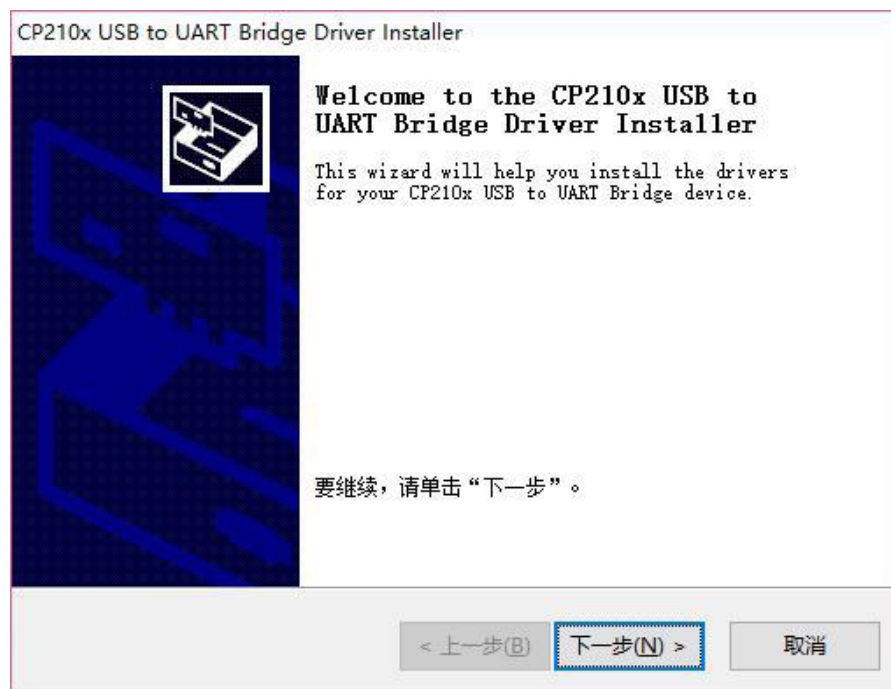 CP210x USB to UART Bridge Driver Installer
Welcome to the CP210x USB to
UART Bridge Driver Installer
This wizard will help you install the drivers
for your CP210x USB to UART Bridge device.
要继续，请单击“下一步”。
< 上一步(B)
下一步(N) >
取消